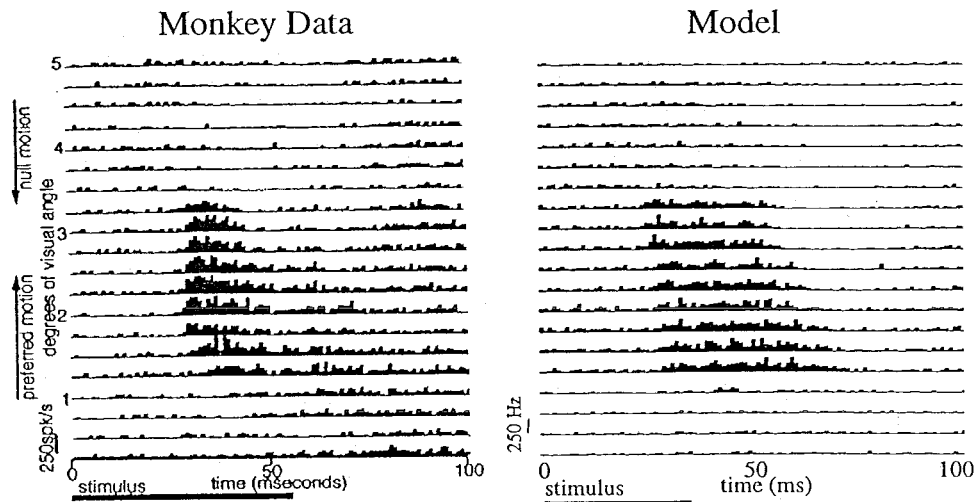 Monkey Data
Model
5
4
3
2
1
null motion
preferred motion
degrees of visual angle
250spk/s
0
50
100
stimulus
time (mseconds)
250 Hz
0
50
100
stimulus
time (ms)